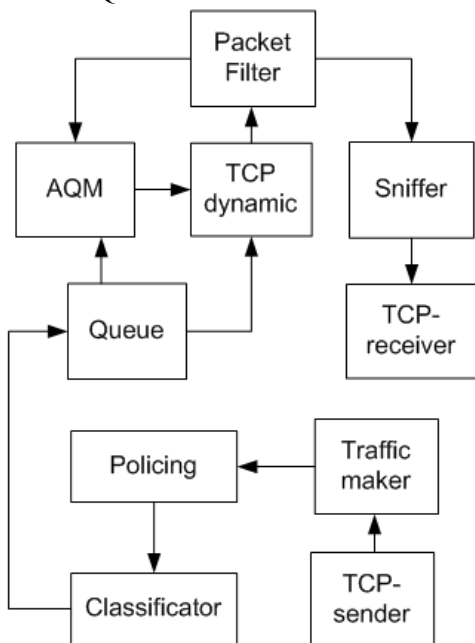 Packet
Filter
AQM
TCP
dynamic
Sniffer
Queue
TCP-
receiver
Policing
Traffic
maker
Classificator
TCP-
sender